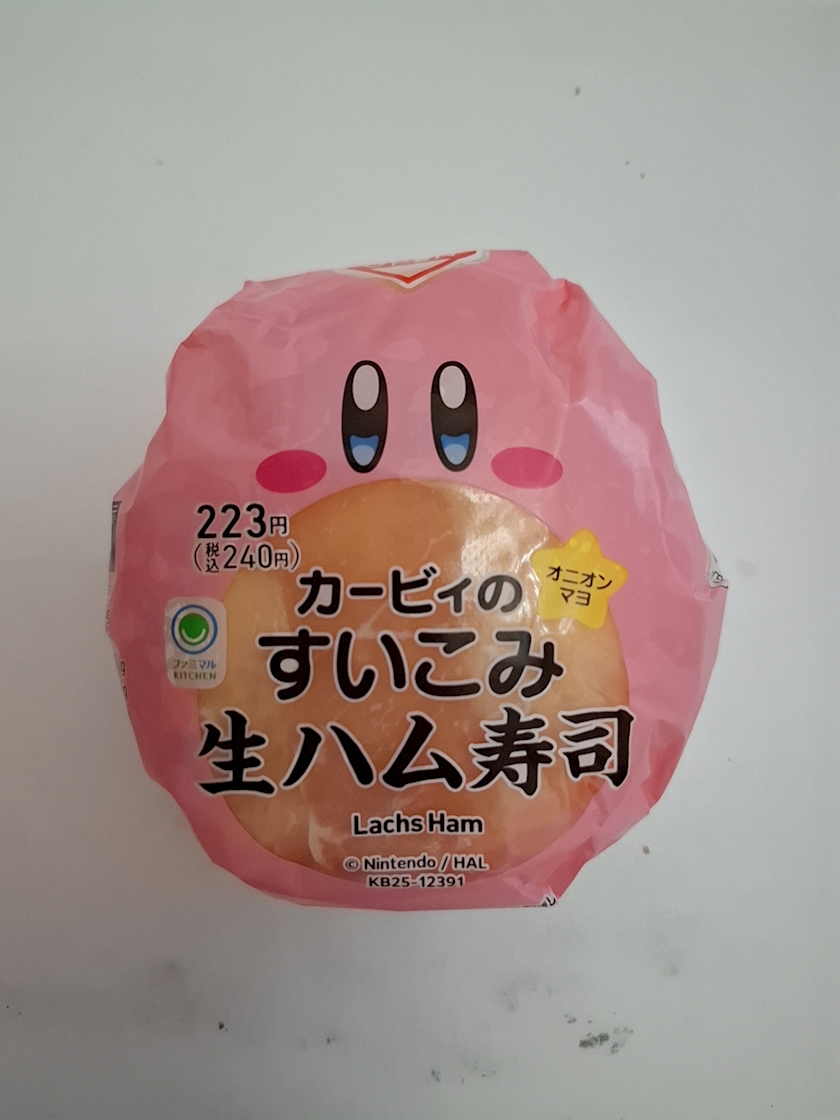 223円
(税込240円)
オニオン
マヨ
カービィの
すいこみ
生ハム寿司
ファミマル
KITCHEN
Lachs Ham
© Nintendo / HAL
KB25-12391